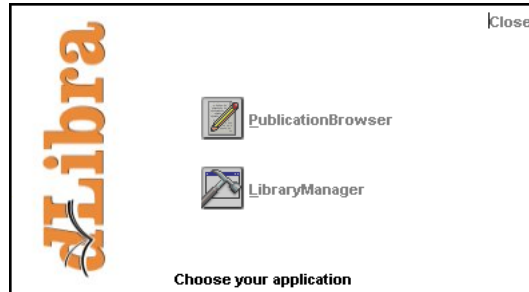 Close
dLibra
PublicationBrowser
LibraryManager
Choose your application